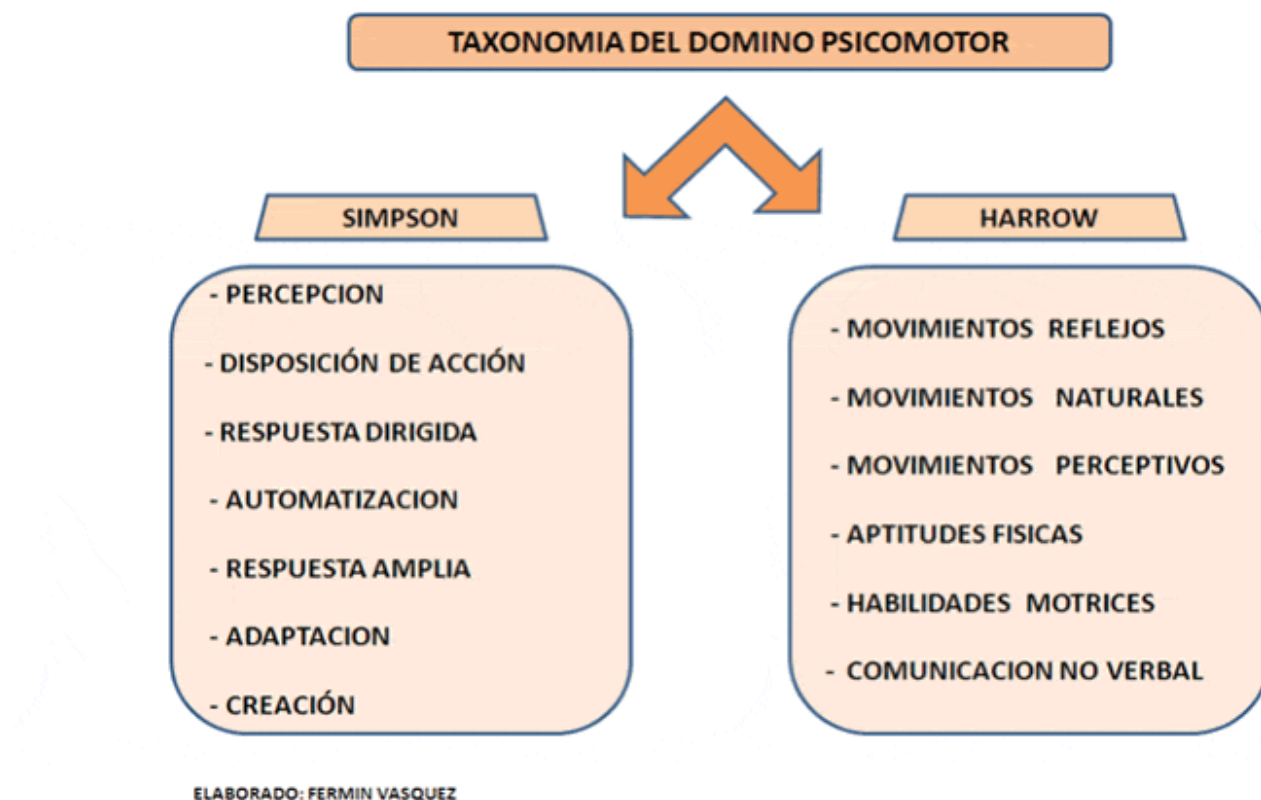 TAXONOMIA DEL DOMINO PSICOMOTOR
SIMPSON
- PERCEPCION
- DISPOSICIÓN DE ACCIÓN
- RESPUESTA DIRIGIDA
- AUTOMATIZACION
- RESPUESTA AMPLIA
- ADAPTACION
- CREACIÓN
HARROW
- MOVIMIENTOS REFLEJOS
- MOVIMIENTOS NATURALES
- MOVIMIENTOS PERCEPTIVOS
- APTITUDES FISICAS
- HABILIDADES MOTRICES
- COMUNICACION NO VERBAL
ELABORADO: FERMIN VASQUEZ